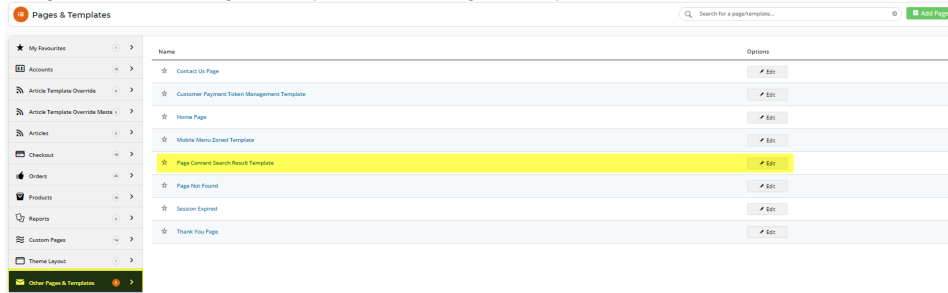 Pages & Templates
Search for a page/template...
Add Page
My Favourites
Accounts
Article Template Override
Article Template Override Maste
Articles
Checkout
Orders
Products
Reports
Custom Pages
Theme Layout
Other Pages & Templates
Name Options
Contact Us Page Edit
Customer Payment Token Management Template Edit
Home Page Edit
Mobile Menu Zoned Template Edit
Page Content Search Result Template Edit
Page Not Found Edit
Session Expired Edit
Thank You Page Edit